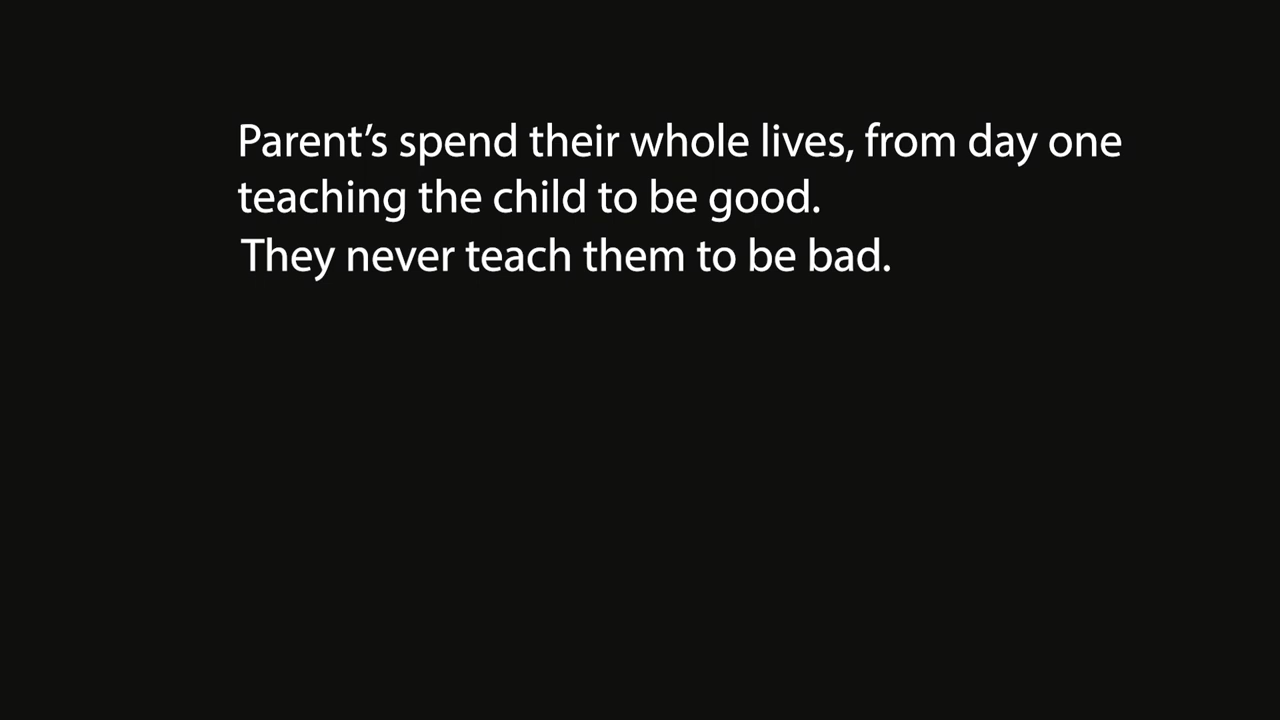 Parent’s spend their whole lives, from day one
teaching the child to be good.
They never teach them to be bad.